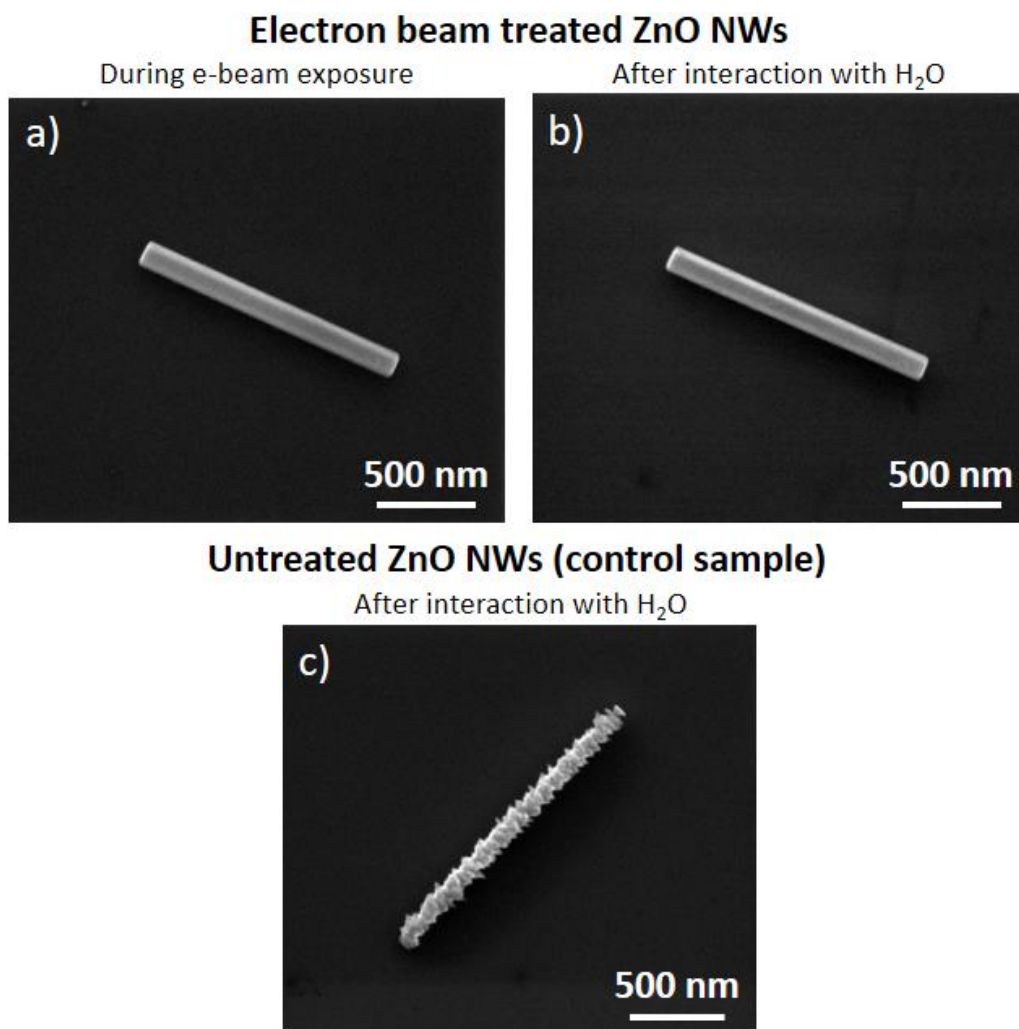 Electron beam treated ZnO NWs
During e-beam exposure
After interaction with H₂O
a)
b)
500 nm
500 nm
Untreated ZnO NWs (control sample)
After interaction with H₂O
c)
500 nm